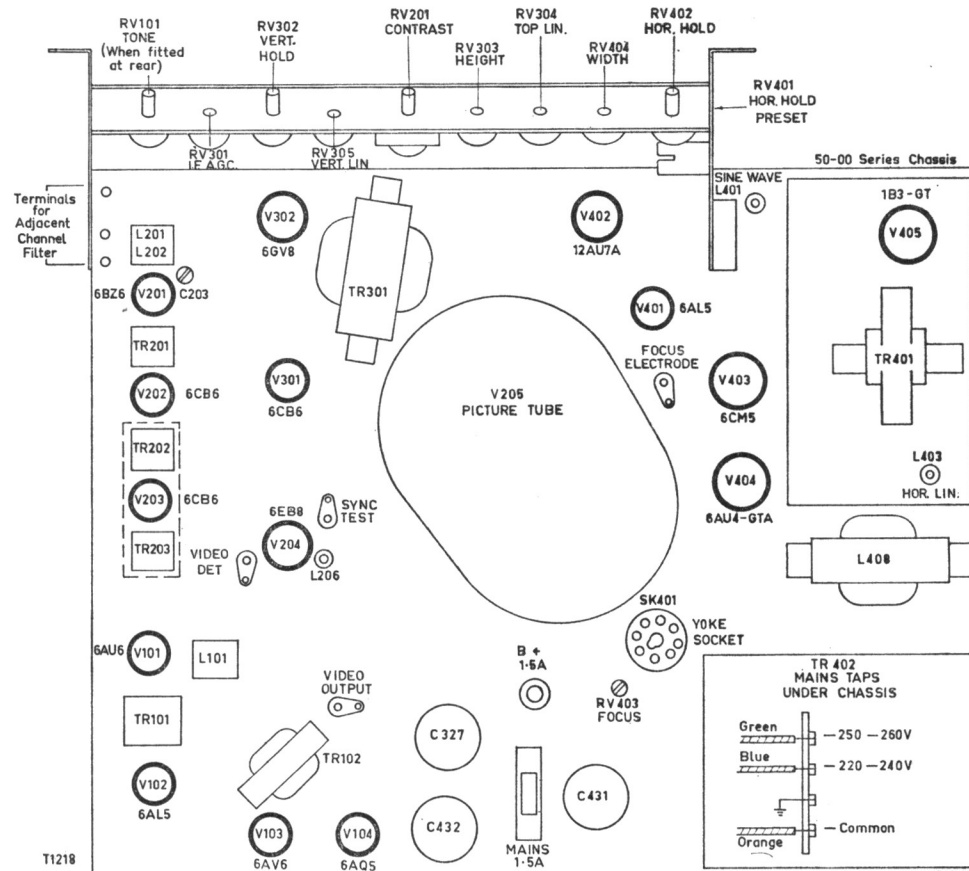 RV101
TONE
(When fitted
at rear)
RV302
VERT.
HOLD
RV201
CONTRAST
RV303
HEIGHT
RV304
TOP LIN.
RV404
WIDTH
RV402
HOR. HOLD
RV401
HOR. HOLD
PRESET
RV301
I.F. A.G.C.
RV305
VERT. LIN
50-00 Series Chassis
Terminals
for
Adjacent
Channel
Filter
L201
L202
6BZ6
V201
C203
TR201
V202
6CB6
TR202
V203
6CB6
TR203
V302
6GV8
TR301
V301
6CB6
V402
12AU7A
SINE WAVE
L401
1B3-GT
V405
V401
6AL5
FOCUS
ELECTRODE
V403
6CM5
TR401
V205
PICTURE TUBE
V404
6AU4-GTA
L403
HOR. LIN.
6EB8
V204
SYNC
TEST
L206
VIDEO
DET
L408
SK401
YOKE
SOCKET
6AU6
V101
L101
B+
1·5A
RV403
FOCUS
VIDEO
OUTPUT
TR101
TR102
C327
V102
6AL5
C432
C431
MAINS
1·5A
V103
6AV6
V104
6AQ5
TR 402
MAINS TAPS
UNDER CHASSIS
Green
—250—260V
Blue
—220—240V
—Common
Orange
T1218